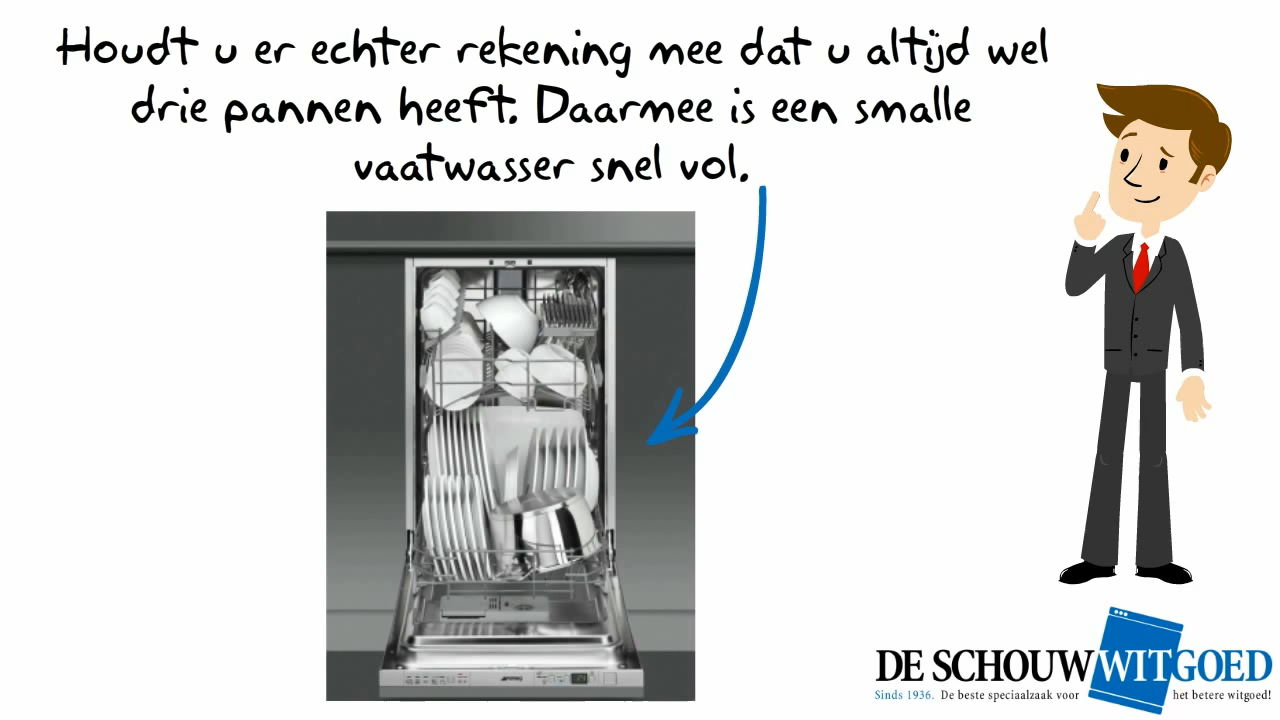 Houdt u er echter rekening mee dat u altijd wel
drie pannen heeft. Daarmee is een smalle
vaatwasser snel vol.
DE SCHOUWWITGOED
Sinds 1936. De beste speciaalzaak voor het betere witgoed!